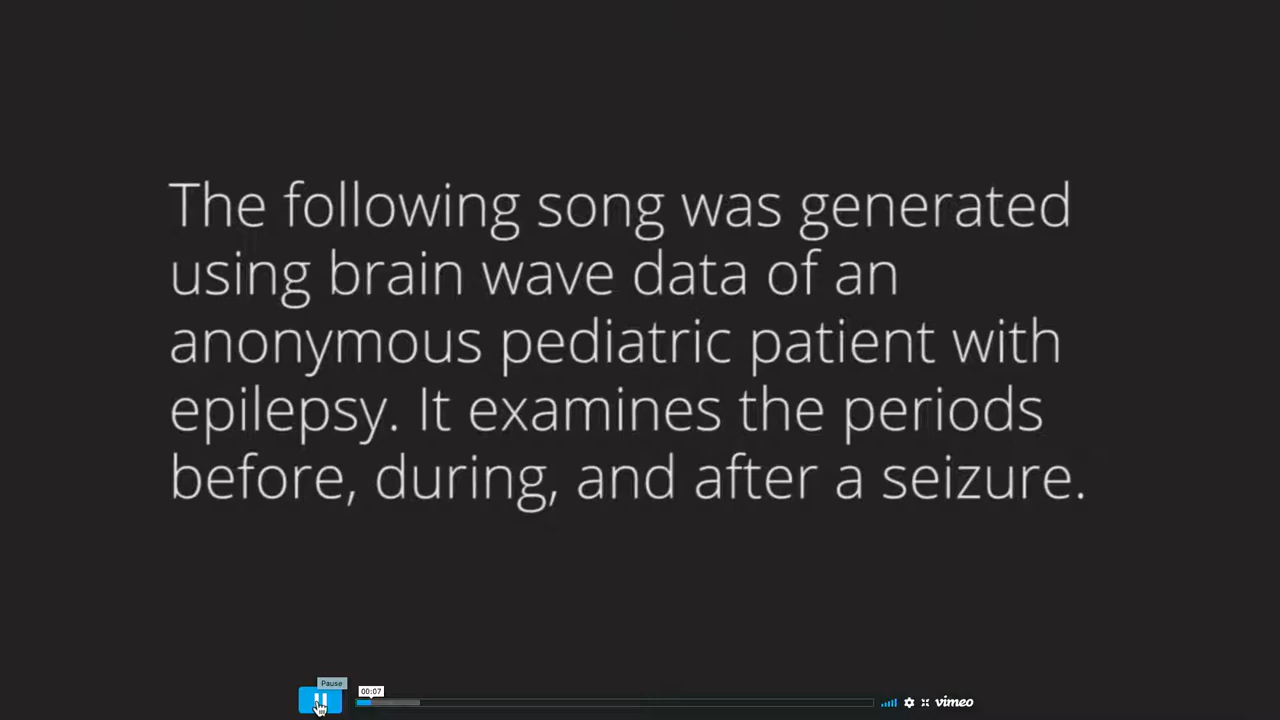 The following song was generated
using brain wave data of an
anonymous pediatric patient with
epilepsy. It examines the periods
before, during, and after a seizure.
Pause
00:07
vimeo